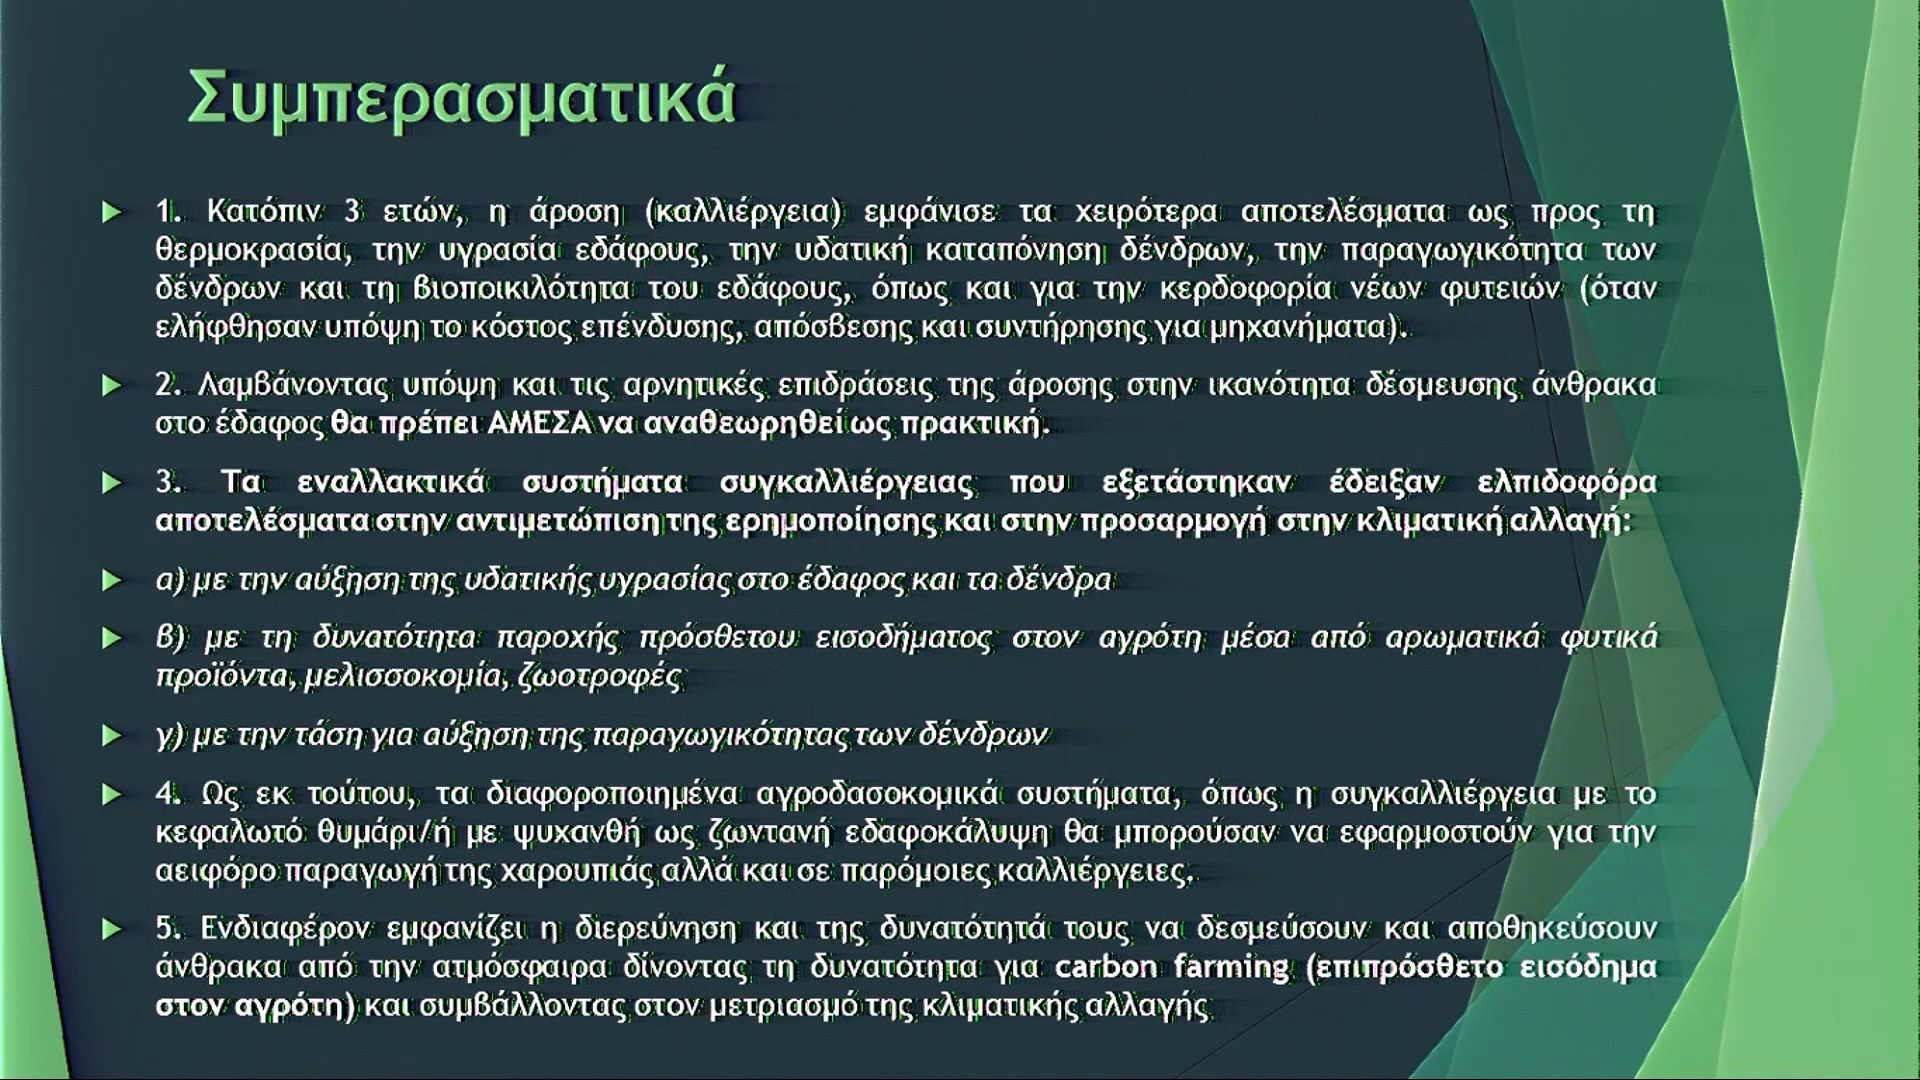 Συμπερασματικά
1. Κατόπιν 3 ετών, η άροση (καλλιέργεια) εμφάνισε τα χειρότερα αποτελέσματα ως προς τη
θερμοκρασία, την υγρασία εδάφους, την υδατική καταπόνηση δένδρων, την παραγωγικότητα των
δένδρων και τη βιοποικιλότητα του εδάφους, όπως και για την κερδοφορία νέων φυτειών (όταν
ελήφθησαν υπόψη το κόστος επένδυσης, απόσβεσης και συντήρησης για μηχανήματα).
2. Λαμβάνοντας υπόψη και τις αρνητικές επιδράσεις της άροσης στην ικανότητα δέσμευσης άνθρακα
στο έδαφος θα πρέπει ΑΜΕΣΑ να αναθεωρηθεί ως πρακτική.
3. Τα εναλλακτικά συστήματα συγκαλλιέργειας που εξετάστηκαν έδειξαν ελπιδοφόρα
αποτελέσματα στην αντιμετώπιση της ερημοποίησης και στην προσαρμογή στην κλιματική αλλαγή:
α) με την αύξηση της υδατικής υγρασίας στο έδαφος και τα δένδρα
β) με τη δυνατότητα παροχής πρόσθετου εισοδήματος στον αγρότη μέσα από αρωματικά φυτικά
προϊόντα, μελισσοκομία, ζωοτροφές
γ) με την τάση για αύξηση της παραγωγικότητας των δένδρων
4. Ως εκ τούτου, τα διαφοροποιημένα αγροδασοκομικά συστήματα, όπως η συγκαλλιέργεια με το
κεφαλωτό θυμάρι/ή με ψυχανθή ως ζωντανή εδαφοκάλυψη θα μπορούσαν να εφαρμοστούν για την
αειφόρο παραγωγή της χαρουπιάς αλλά και σε παρόμοιες καλλιέργειες.
5. Ενδιαφέρον εμφανίζει η διερεύνηση και της δυνατότητά τους να δεσμεύσουν και αποθηκεύσουν
άνθρακα από την ατμόσφαιρα δίνοντας τη δυνατότητα για carbon farming (επιπρόσθετο εισόδημα
στον αγρότη) και συμβάλλοντας στον μετριασμό της κλιματικής αλλαγής